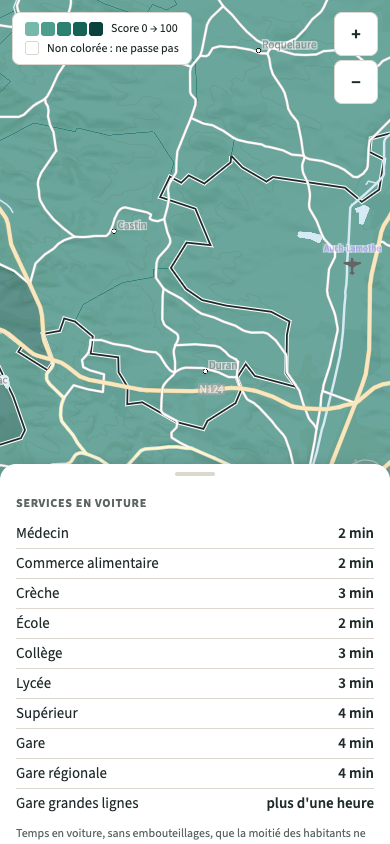 Score 0 → 100
Non colorée : ne passe pas
+
−
Roquelaure
Castin
Auch-Lamothe
Duran
N124
ac
SERVICES EN VOITURE
Médecin 2 min
Commerce alimentaire 2 min
Crèche 3 min
École 2 min
Collège 3 min
Lycée 3 min
Supérieur 4 min
Gare 4 min
Gare régionale 4 min
Gare grandes lignes plus d'une heure
Temps en voiture, sans embouteillages, que la moitié des habitants ne